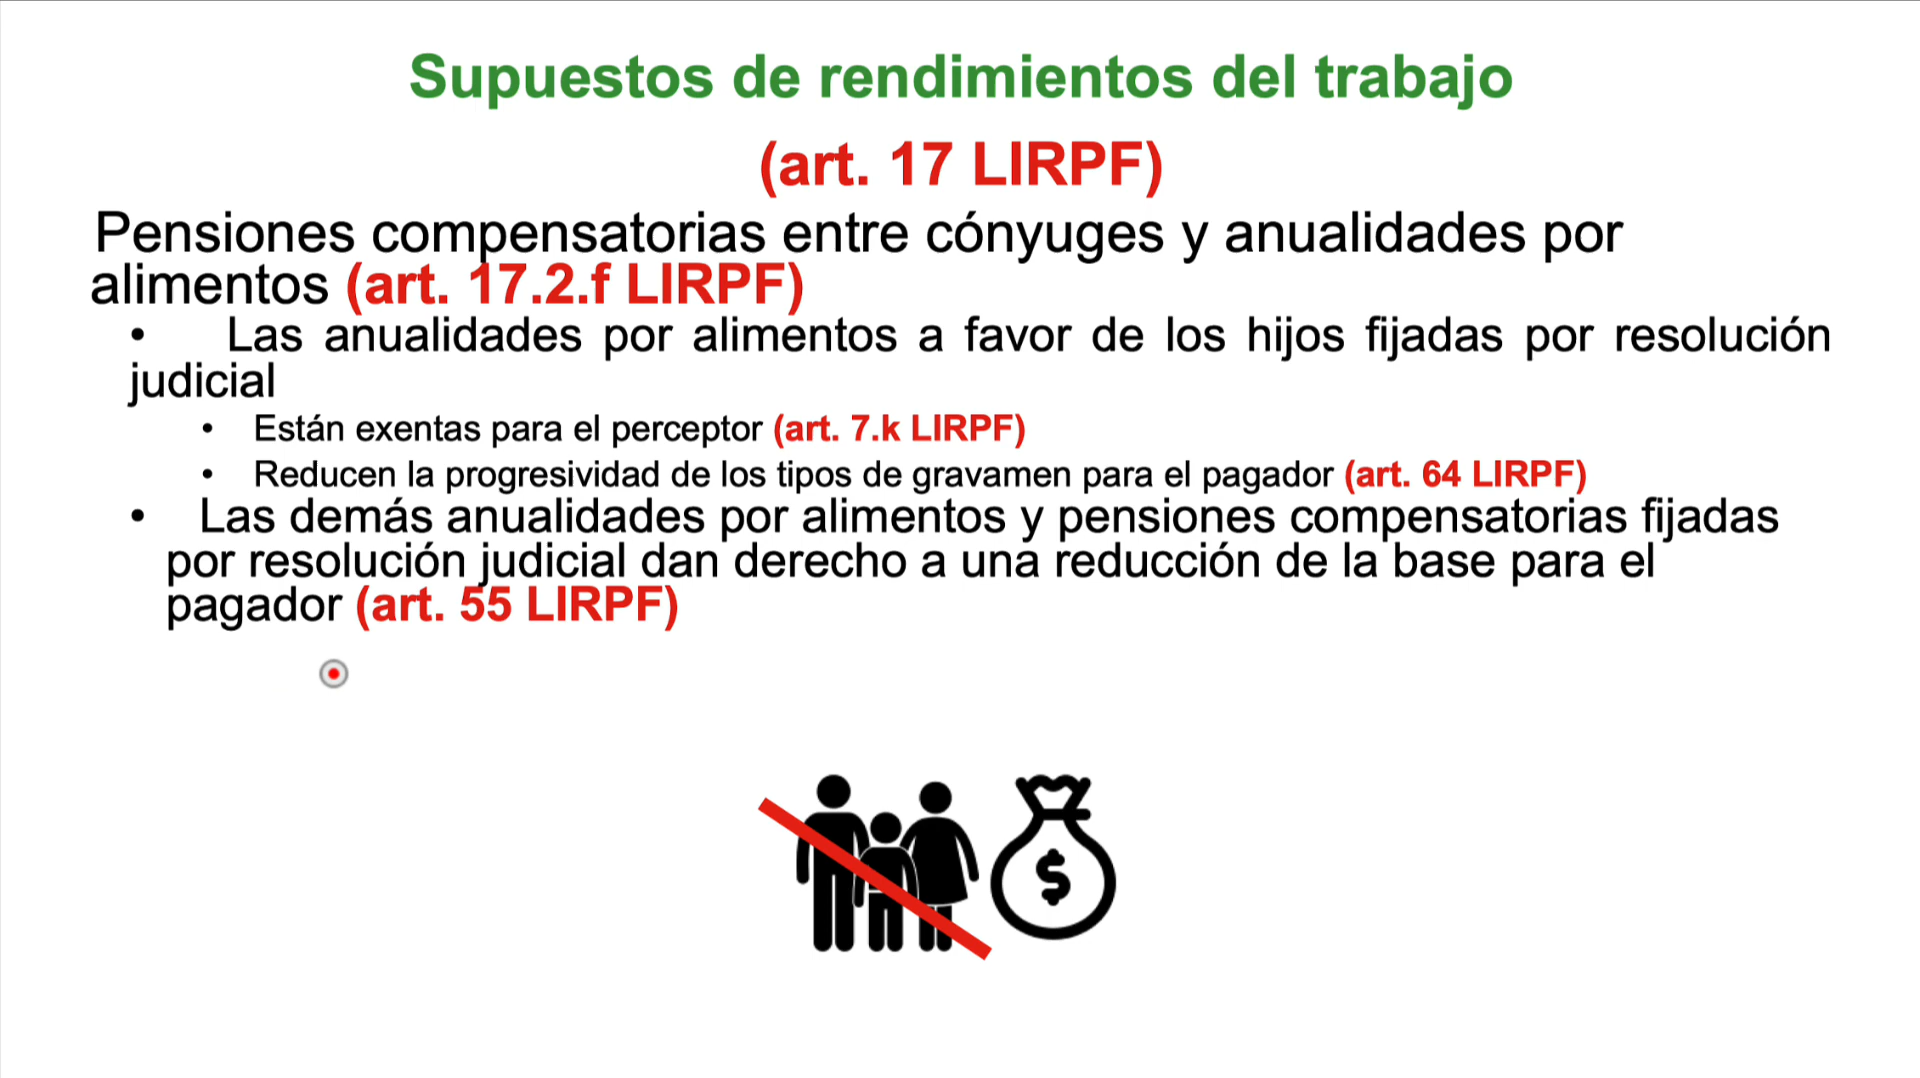 Supuestos de rendimientos del trabajo
(art. 17 LIRPF)
Pensiones compensatorias entre cónyuges y anualidades por
alimentos (art. 17.2.f LIRPF)
• Las anualidades por alimentos a favor de los hijos fijadas por resolución
judicial
• Están exentas para el perceptor (art. 7.k LIRPF)
• Reducen la progresividad de los tipos de gravamen para el pagador (art. 64 LIRPF)
• Las demás anualidades por alimentos y pensiones compensatorias fijadas
por resolución judicial dan derecho a una reducción de la base para el
pagador (art. 55 LIRPF)
$